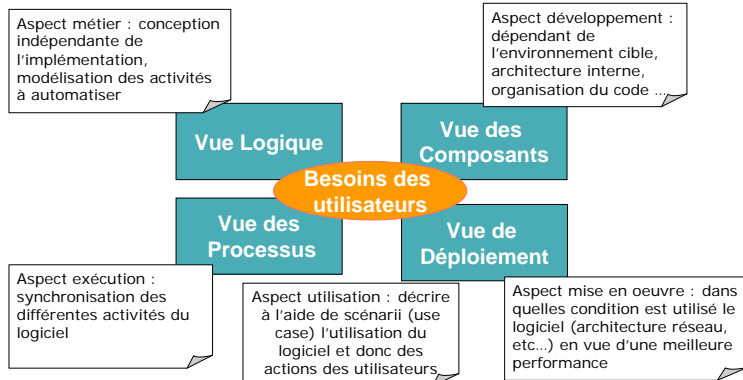 Aspect métier : conception
indépendante de
l'implémentation,
modélisation des activités
à automatiser
Aspect développement :
dépendant de
l'environnement cible,
architecture interne,
organisation du code ...
Vue Logique
Vue des
Composants
Besoins des
utilisateurs
Vue des
Processus
Vue de
Déploiement
Aspect exécution :
synchronisation des
différentes activités du
logiciel
Aspect utilisation : décrire
à l'aide de scénarii (use
case) l'utilisation du
logiciel et donc des
actions des utilisateurs
Aspect mise en oeuvre : dans
quelles condition est utilisé le
logiciel (architecture réseau,
etc...) en vue d'une meilleure
performance